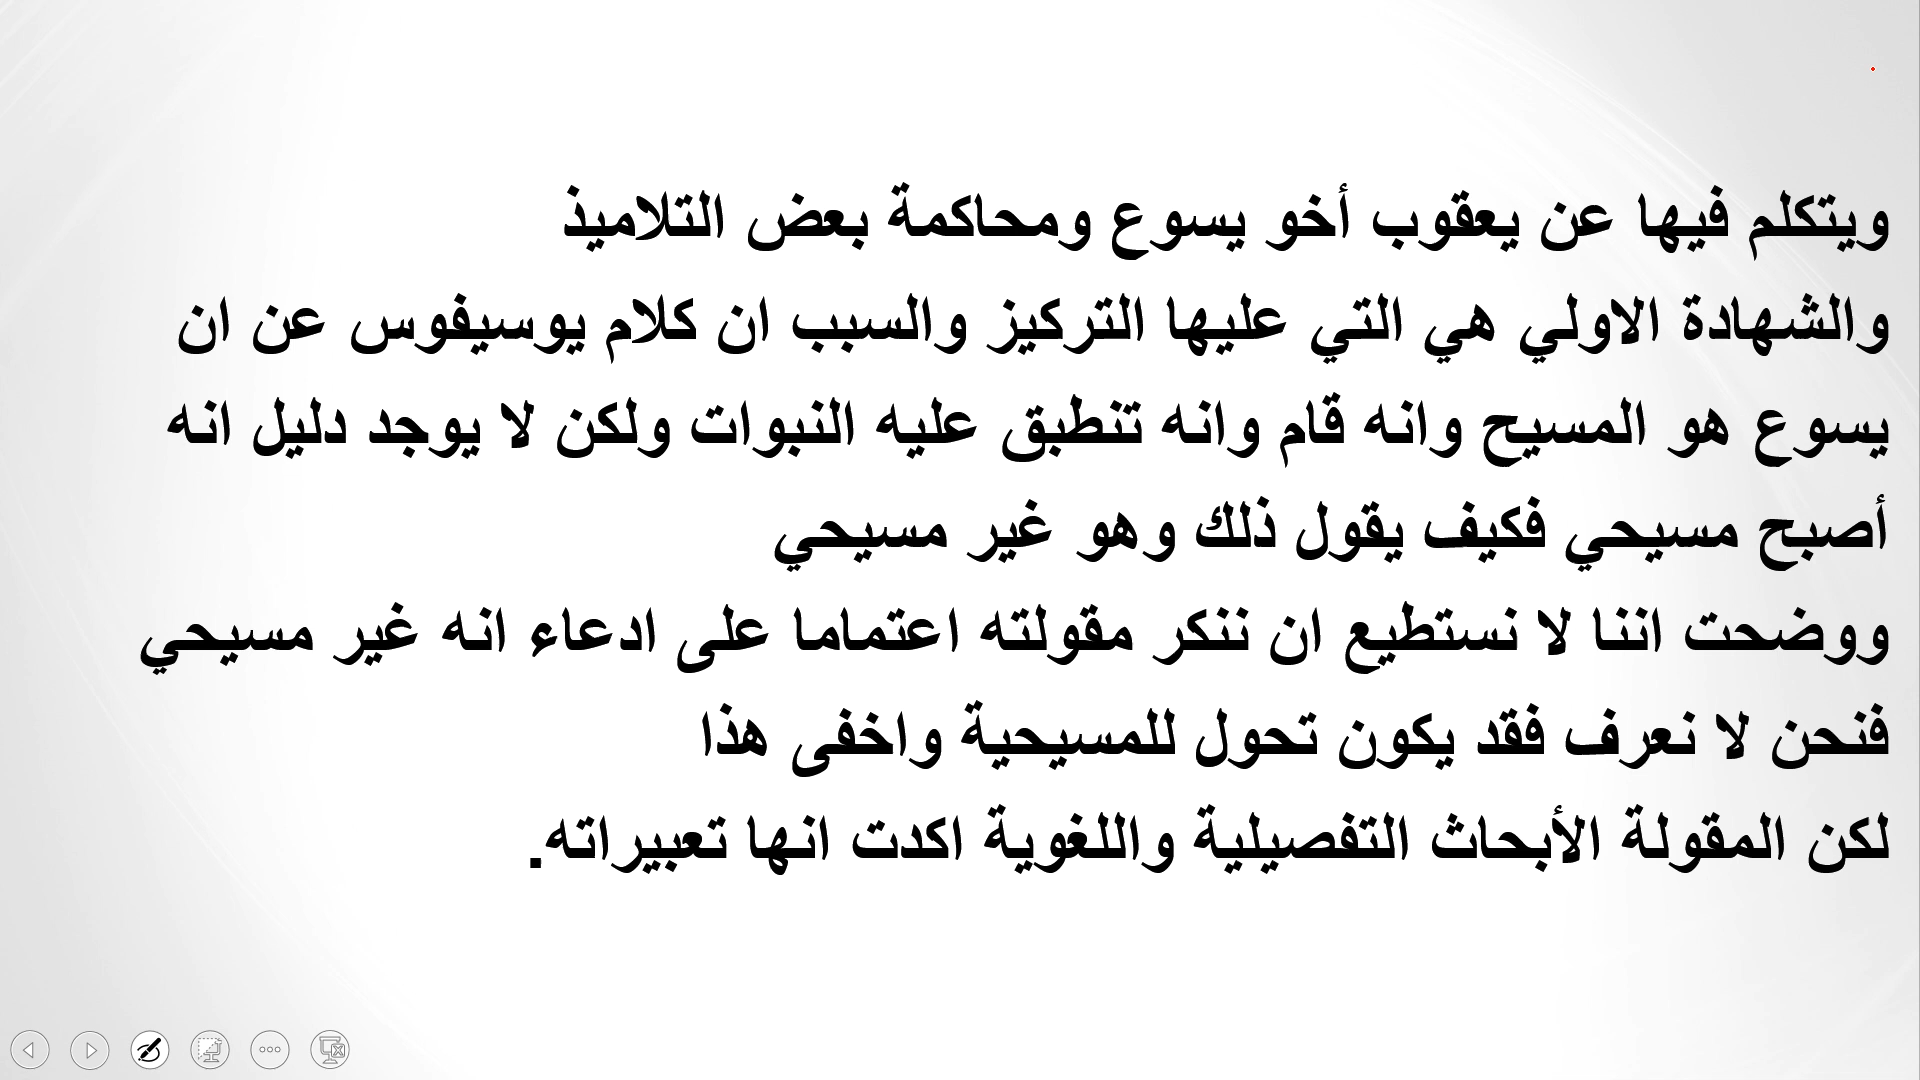 ويتكلم فيها عن يعقوب أخو يسوع ومحاكمة بعض التلاميذ
والشهادة الاولي هي التي عليها التركيز والسبب ان كلام يوسيفوس عن ان
يسوع هو المسيح وانه قام وانه تنطبق عليه النبوات ولكن لا يوجد دليل انه
أصبح مسيحي فكيف يقول ذلك وهو غير مسيحي
ووضحت اننا لا نستطيع ان ننكر مقولته اعتماما على ادعاء انه غير مسيحي
فنحن لا نعرف فقد يكون تحول للمسيحية واخفى هذا
لكن المقولة الأبحاث التفصيلية واللغوية اكدت انها تعبيراته.